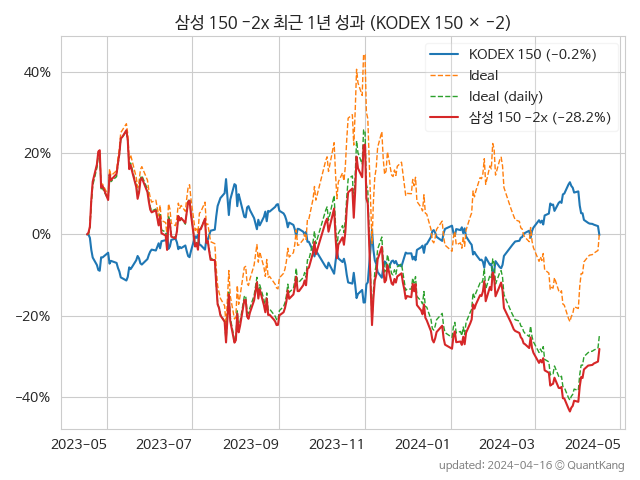 삼성 150 -2x 최근 1년 성과 (KODEX 150 × -2)
KODEX 150 (-0.2%)
Ideal
Ideal (daily)
삼성 150 -2x (-28.2%)
40%
20%
0%
-20%
-40%
2023-05 2023-07 2023-09 2023-11 2024-01 2024-03 2024-05
updated: 2024-04-16 © QuantKang